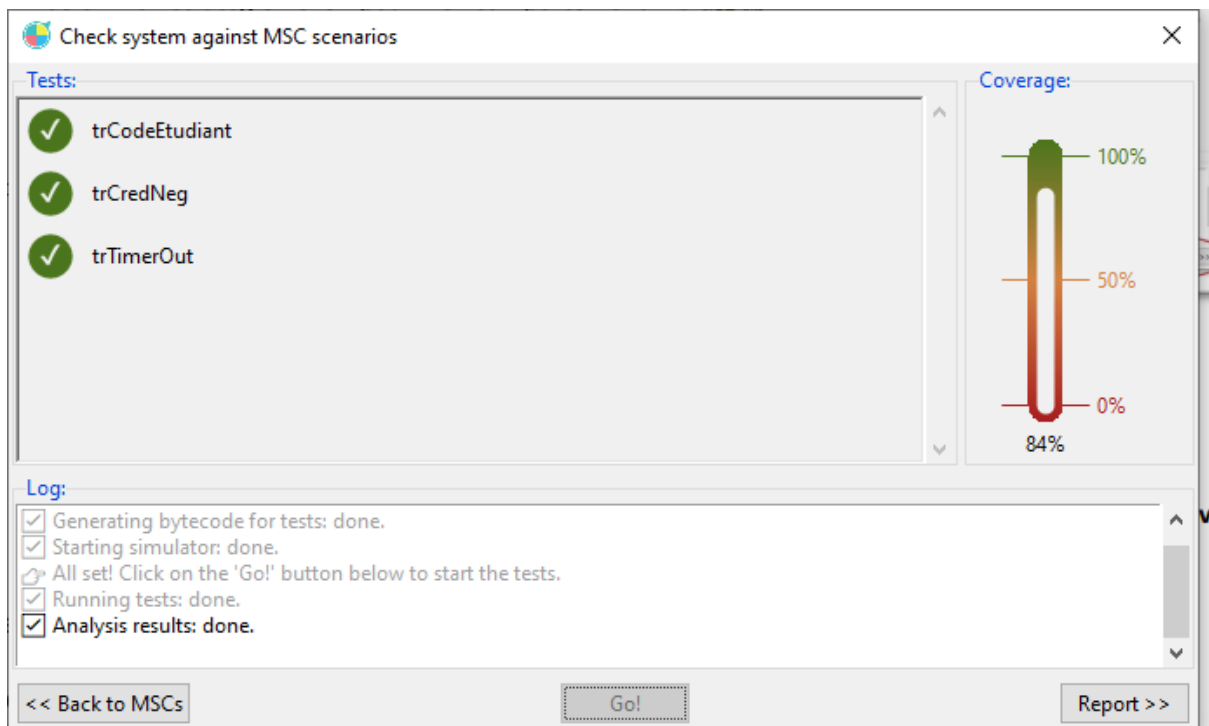 Check system against MSC scenarios
Tests:
trCodeEtudiant
trCredNeg
trTimerOut
Coverage:
100%
50%
0%
84%
Log:
Generating bytecode for tests: done.
Starting simulator: done.
All set! Click on the 'Go!' button below to start the tests.
Running tests: done.
Analysis results: done.
<< Back to MSCs
Go!
Report >>